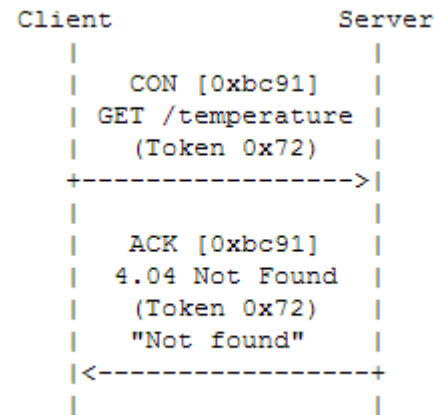 Client Server
CON [0xbc91]
GET /temperature
(Token 0x72)
ACK [0xbc91]
4.04 Not Found
(Token 0x72)
"Not found"